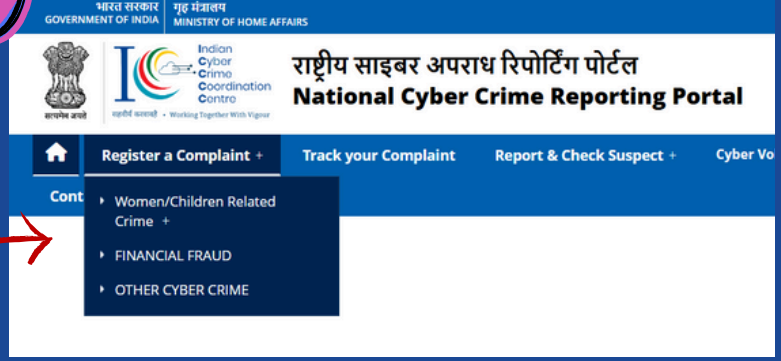 भारत सरकार
GOVERNMENT OF INDIA
गृह मंत्रालय
MINISTRY OF HOME AFFAIRS
सत्यमेव जयते
Indian
Cyber
Crime
Coordination
Centre
• Working Together With Vigour
राष्ट्रीय साइबर अपराध रिपोर्टिंग पोर्टल
National Cyber Crime Reporting Portal
Register a Complaint +
Track your Complaint
Report & Check Suspect +
Cyber Vo
Cont
Women/Children Related
Crime +
FINANCIAL FRAUD
OTHER CYBER CRIME